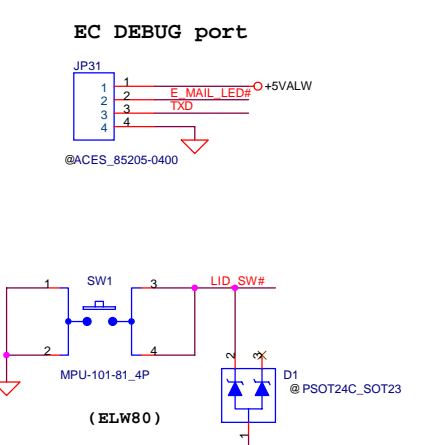 EC DEBUG port
JP31
1 1 +5VALW
2 2 E_MAIL_LED#
3 3 TXD
4 4
@ACES_85205-0400
1 SW1 3 LID_SW#
2 4
2 3
MPU-101-81_4P
D1
@ PSOT24C_SOT23
(ELW80)
1